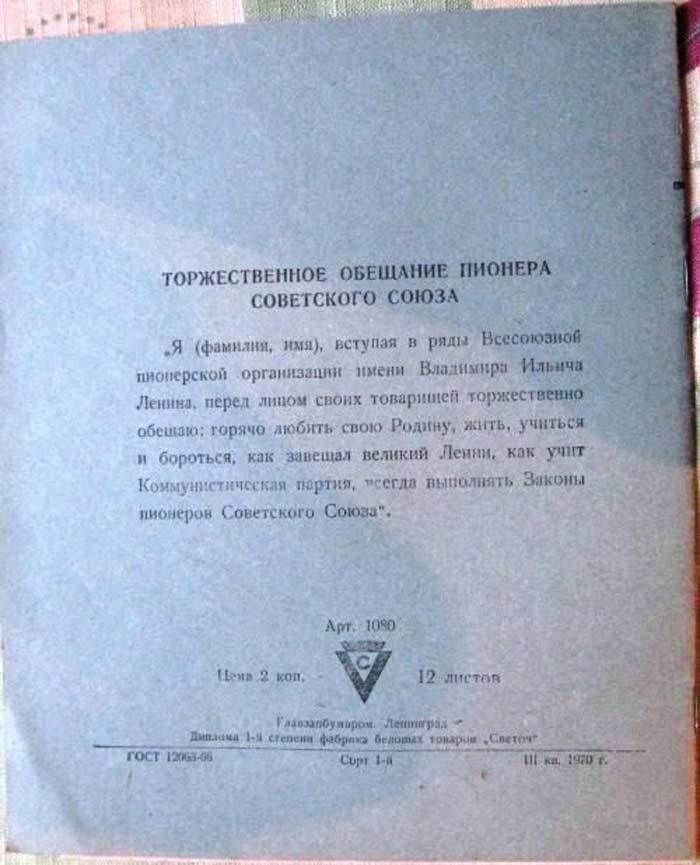 ТОРЖЕСТВЕННОЕ ОБЕЩАНИЕ ПИОНЕРА
СОВЕТСКОГО СОЮЗА
„Я (фамилия, имя), вступая в ряды Всесоюзной
пионерской организации имени Владимира Ильича
Ленина, перед лицом своих товарищей торжественно
обещаю: горячо любить свою Родину, жить, учиться
и бороться, как завещал великий Ленин, как учит
Коммунистическая партия, всегда выполнять Законы
пионеров Советского Союза“.
Арт. 1080
С
Цена 2 коп. 12 листов
Главзапбумпром. Ленинград
Диплома 1-й степени фабрика беловых товаров „Светоч“
ГОСТ 12063-66 Сорт 1-й III кв. 1970 г.